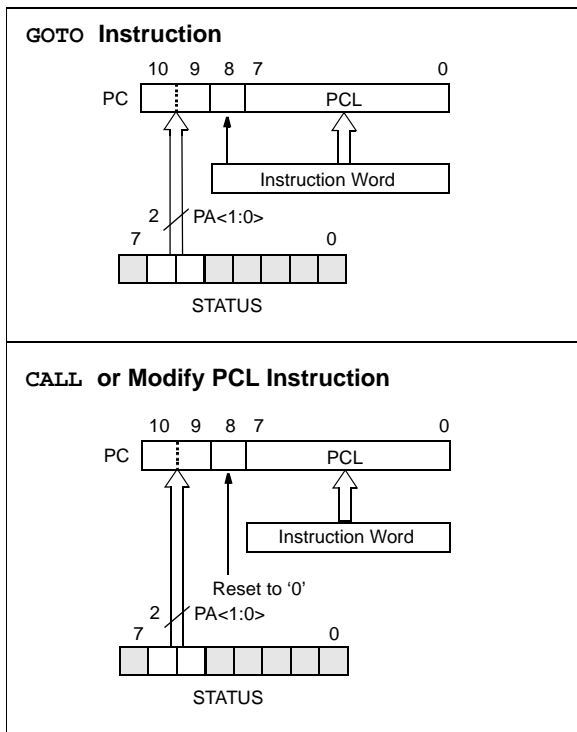 GOTO Instruction
10 9 8 7 0
PC PCL
Instruction Word
2 PA<1:0>
7 0
STATUS
CALL or Modify PCL Instruction
10 9 8 7 0
PC PCL
Instruction Word
Reset to ‘0’
2 PA<1:0>
7 0
STATUS